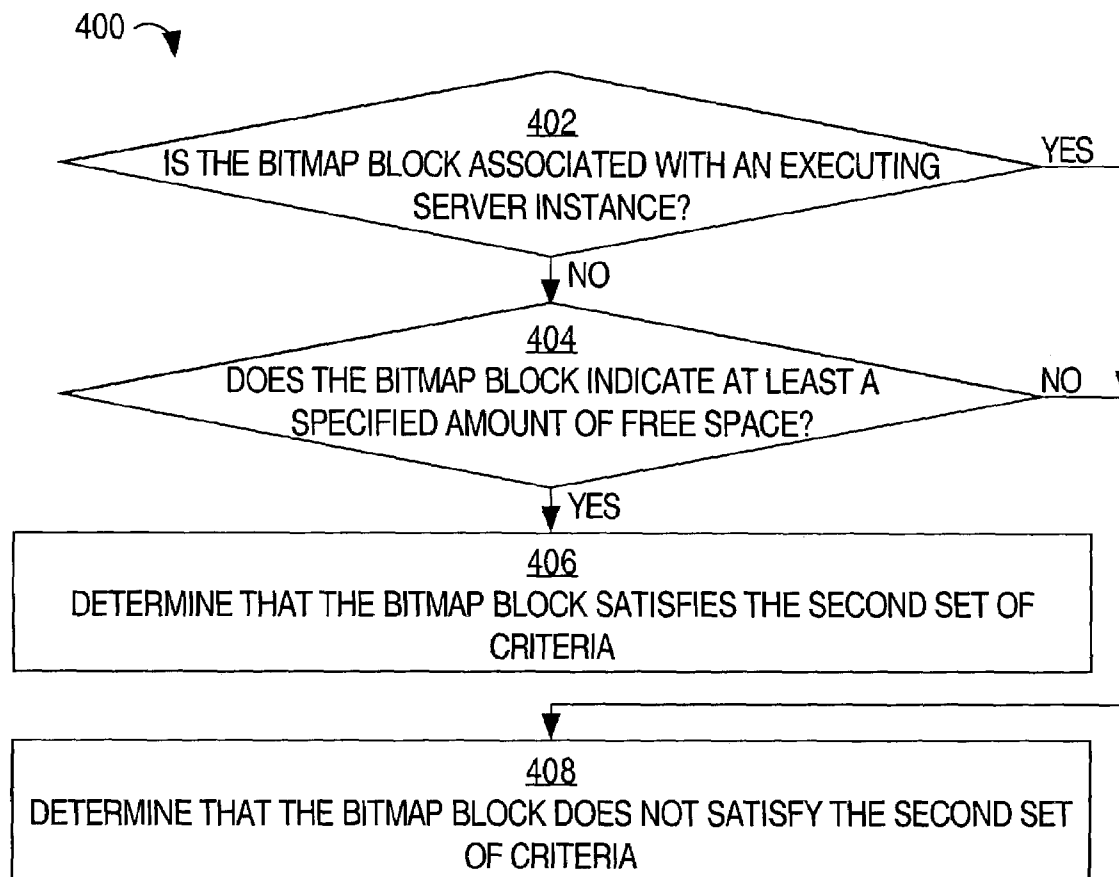 400
402
IS THE BITMAP BLOCK ASSOCIATED WITH AN EXECUTING
SERVER INSTANCE?
YES
NO
404
DOES THE BITMAP BLOCK INDICATE AT LEAST A
SPECIFIED AMOUNT OF FREE SPACE?
NO
YES
406
DETERMINE THAT THE BITMAP BLOCK SATISFIES THE SECOND SET OF
CRITERIA
408
DETERMINE THAT THE BITMAP BLOCK DOES NOT SATISFY THE SECOND SET
OF CRITERIA